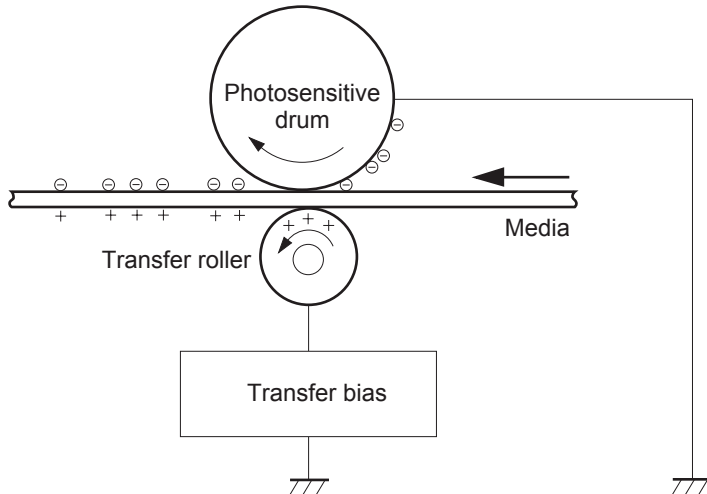 Photosensitive
drum
Media
Transfer roller
Transfer bias